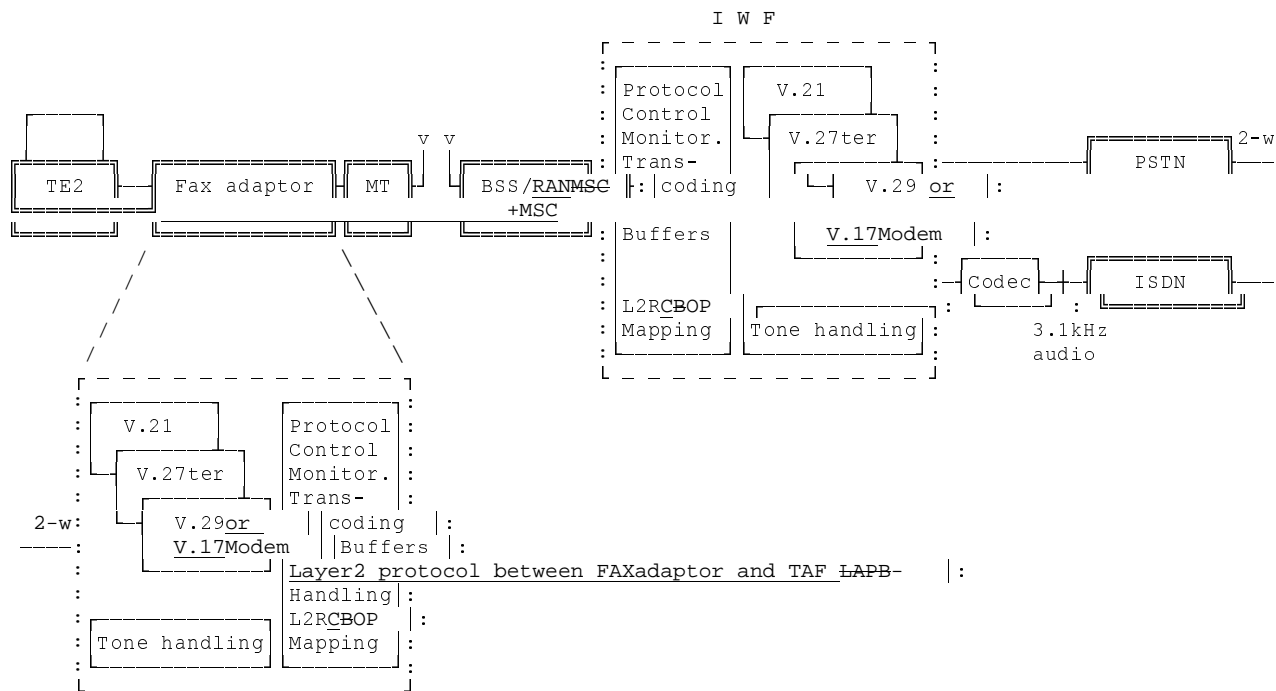 I W F
Protocol V.21
Control
Monitor. V.27ter
v v 2-w
Trans- PSTN
TE2 Fax adaptor MT BSS/RANMSC coding V.29 or
+MSC
Buffers V.17Modem
Codec ISDN
L2RCBOP
Mapping Tone handling 3.1kHz
audio
V.21 Protocol
Control
V.27ter Monitor.
Trans-
2-w V.29or coding
V.17Modem Buffers
Layer2 protocol between FAXadaptor and TAF LAPB-
Handling
L2RCBOP
Tone handling Mapping